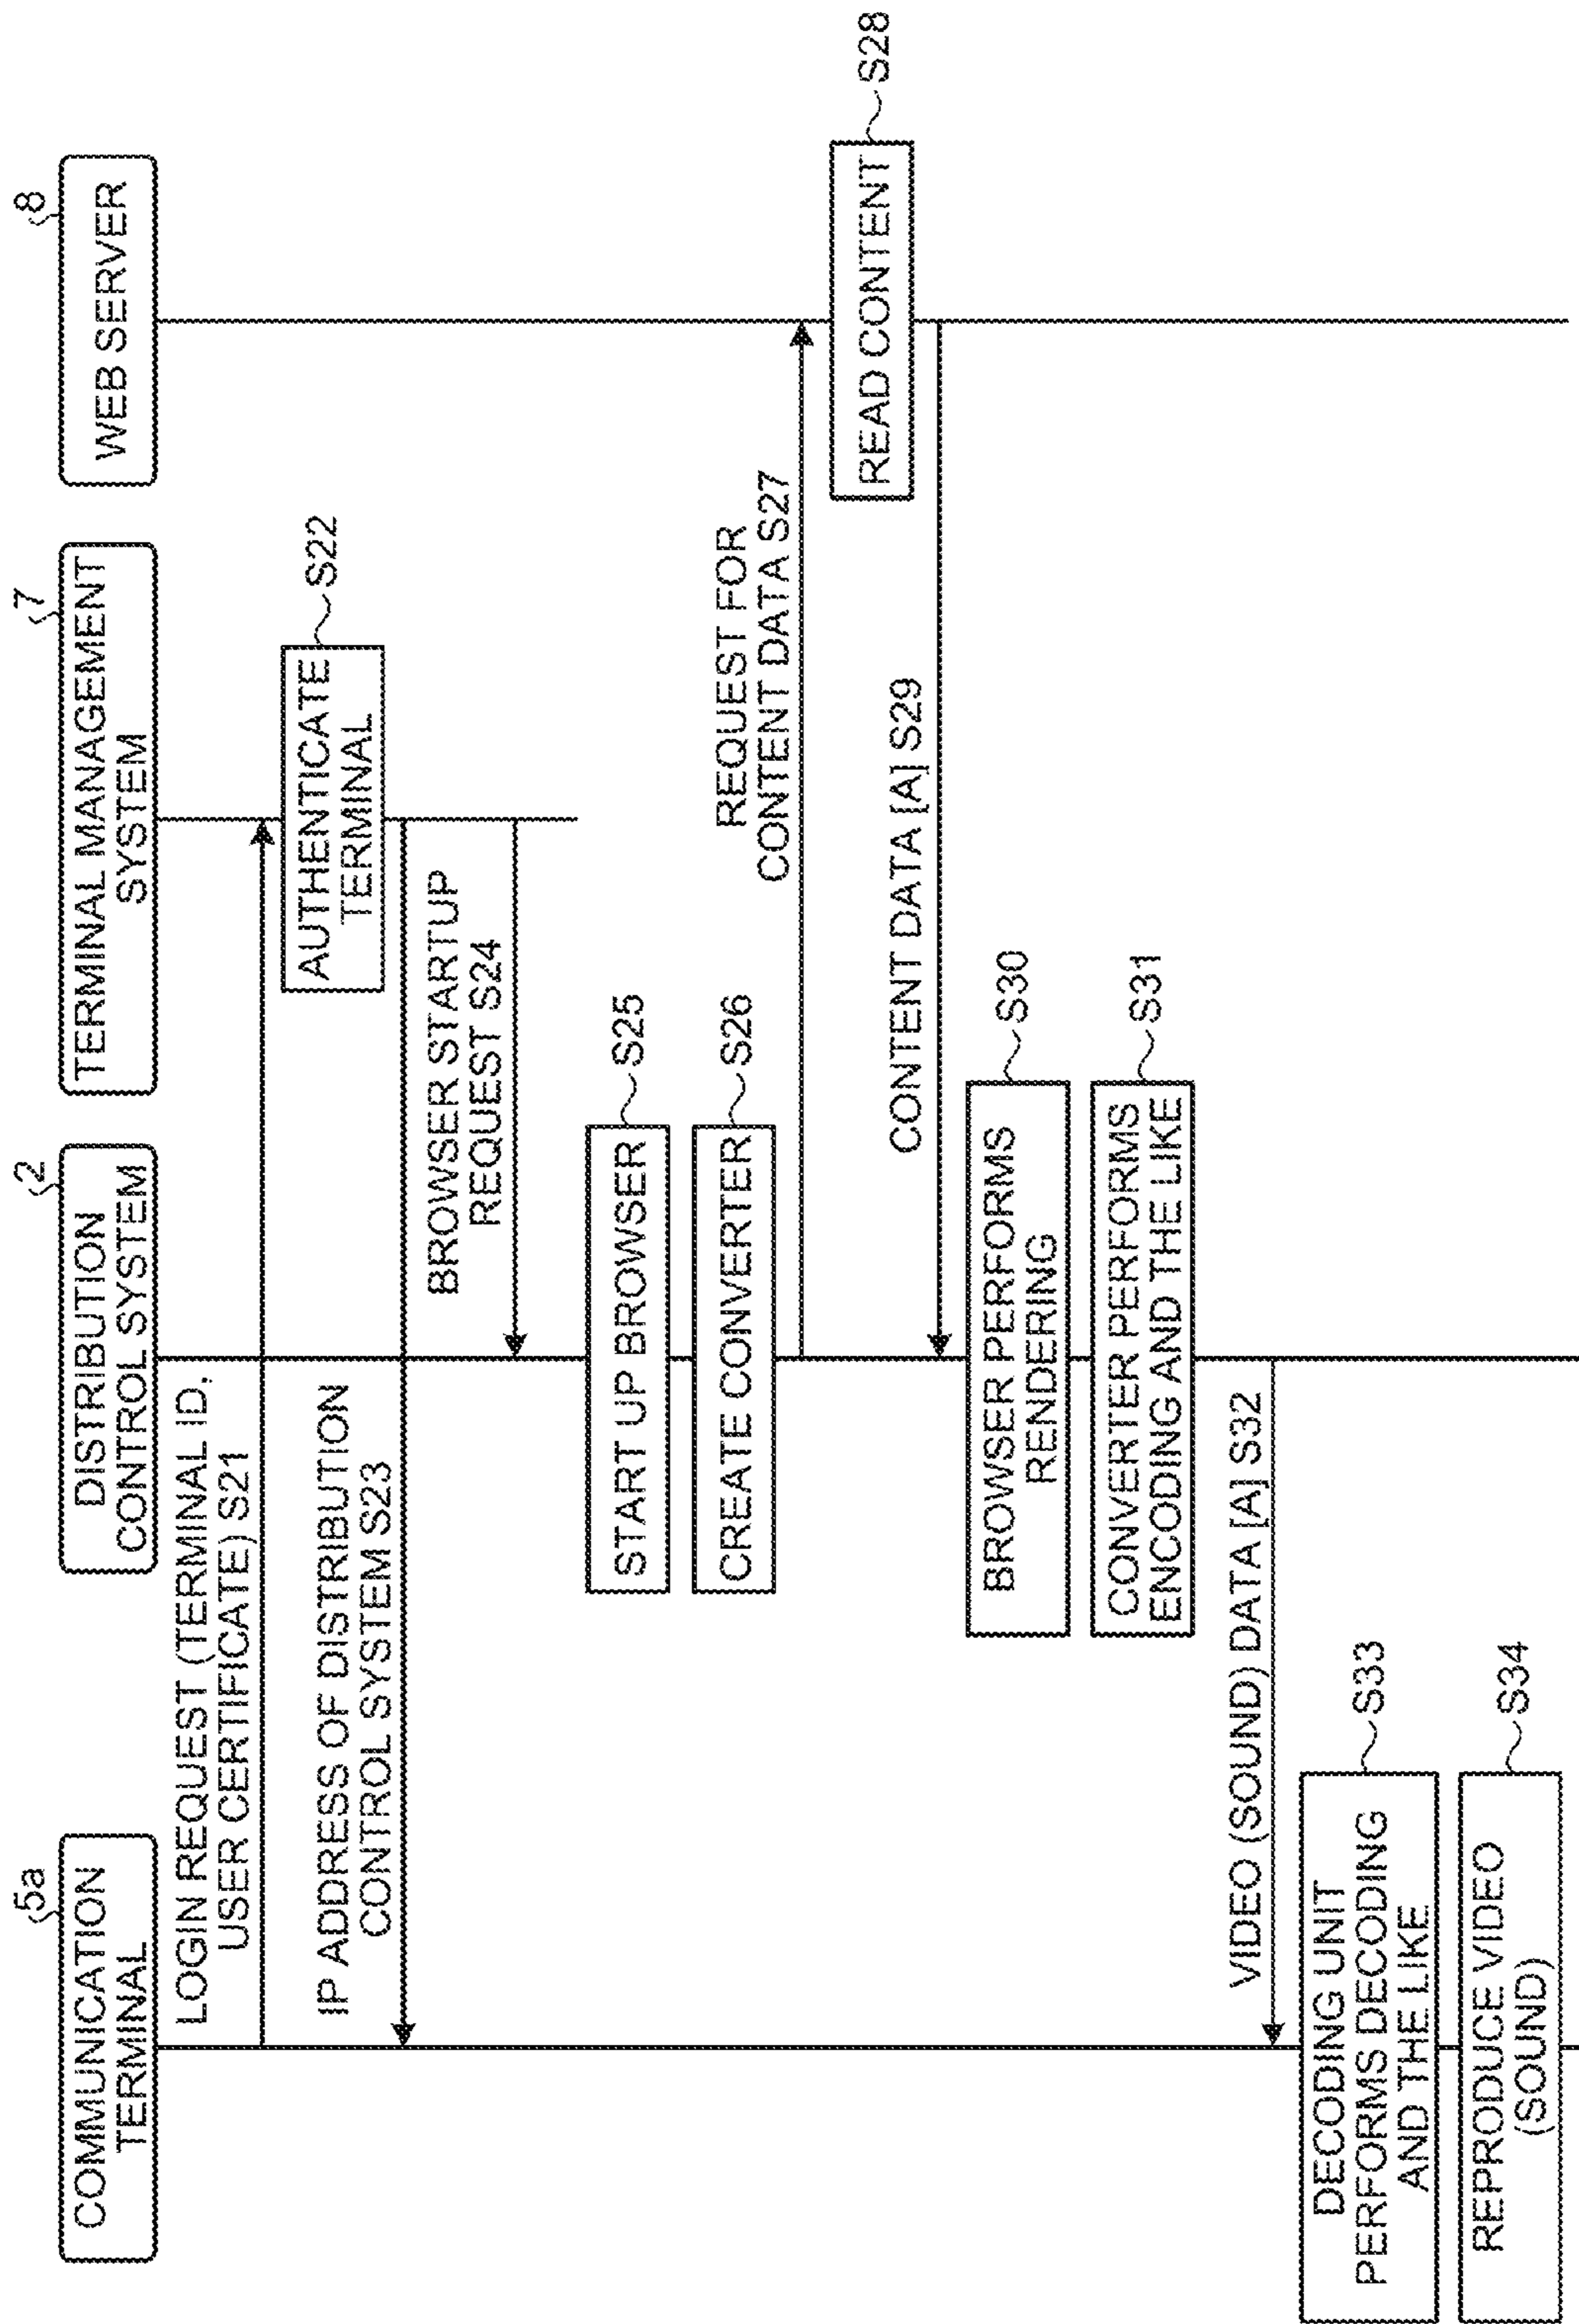 5a
COMMUNICATION
TERMINAL
2
DISTRIBUTION
CONTROL SYSTEM
7
TERMINAL MANAGEMENT
SYSTEM
8
WEB SERVER
LOGIN REQUEST (TERMINAL ID,
USER CERTIFICATE) S21
AUTHENTICATE
TERMINAL
S22
IP ADDRESS OF DISTRIBUTION
CONTROL SYSTEM S23
BROWSER STARTUP
REQUEST S24
START UP BROWSER
S25
CREATE CONVERTER
S26
REQUEST FOR
CONTENT DATA S27
READ CONTENT
S28
CONTENT DATA [A] S29
BROWSER PERFORMS
RENDERING
S30
CONVERTER PERFORMS
ENCODING AND THE LIKE
S31
VIDEO (SOUND) DATA [A] S32
DECODING UNIT
PERFORMS DECODING
AND THE LIKE
S33
REPRODUCE VIDEO
(SOUND)
S34